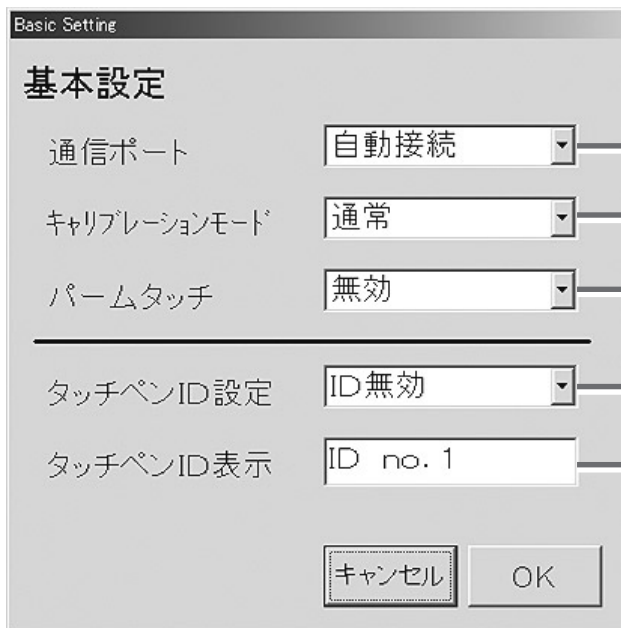 Basic Setting
基本設定
通信ポート 自動接続
キャリブレーションモード 通常
パームタッチ 無効
タッチペンID設定 ID無効
タッチペンID表示 ID no.1
キャンセル OK